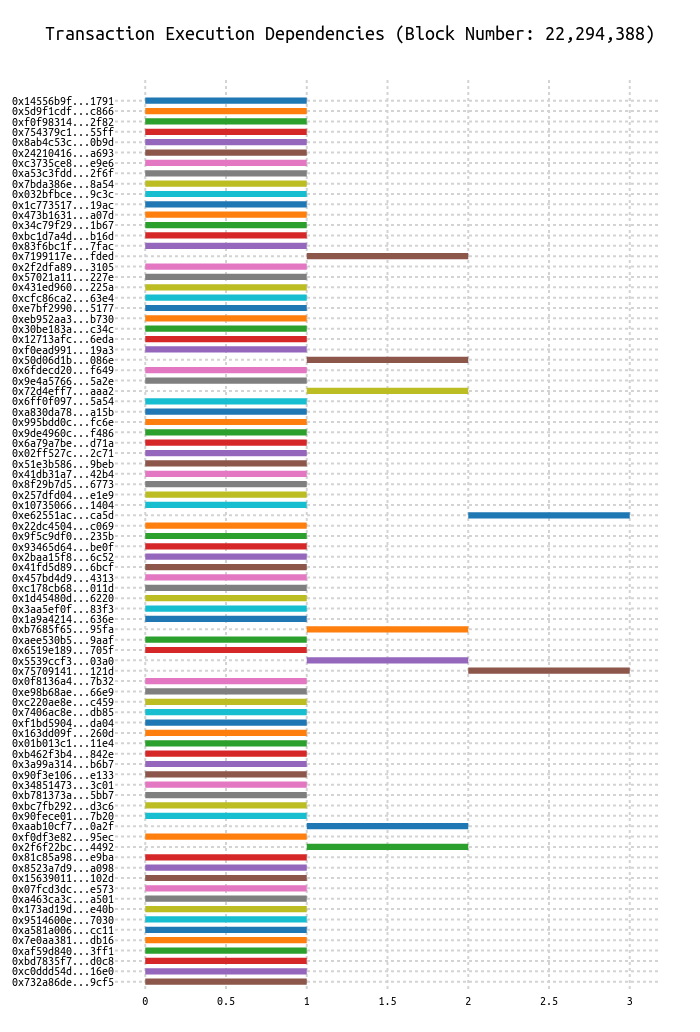 Transaction Execution Dependencies (Block Number: 22,294,388)
0x14556b9f...1791
0x5d9f1cdf...c866
0xf0f98314...2f82
0x754379c1...55ff
0x8ab4c53c...0b9d
0x24210416...a693
0xc3735ce8...e9e6
0xa53c3fdd...2f6f
0x7bda386e...8a54
0x032bfbce...9c3c
0x1c773517...19ac
0x473b1631...a07d
0x34c79f29...1b67
0xbc1d7a4d...b16d
0x83f6bc1f...7fac
0x7199117e...fded
0x2f2dfa89...3105
0x57021a11...227e
0x431ed960...225a
0xcfc86ca2...63e4
0xe7bf2990...5177
0xeb952aa3...b730
0x30be183a...c34c
0x12713afc...6eda
0xf0ead991...19a3
0x50d06d1b...086e
0x6fdecd20...f649
0x9e4a5766...5a2e
0x72d4eff7...aaa2
0x6ff0f097...5a54
0xa830da78...a15b
0x995bdd0c...fc6e
0x9de4960c...f486
0x6a79a7be...d71a
0x02ff527c...2c71
0x51e3b586...9beb
0x41db31a7...42b4
0x8f29b7d5...6773
0x257dfd04...e1e9
0x10735066...1404
0xe62551ac...ca5d
0x22dc4504...c069
0x9f5c9df0...235b
0x93465d64...be0f
0x2baa15f8...6c52
0x41fd5d89...6bcf
0x457bd4d9...4313
0xc178cb68...011d
0x1d45480d...6220
0x3aa5ef0f...83f3
0x1a9a4214...636e
0xb7685f65...95fa
0xaee530b5...9aaf
0x6519e189...705f
0x5539ccf3...03a0
0x75709141...121d
0x0f8136a4...7b32
0xe98b68ae...66e9
0xc220ae8e...c459
0x7406ac8e...db85
0xf1bd5904...da04
0x163dd09f...260d
0x01b013c1...11e4
0xb462f3b4...842e
0x3a99a314...b6b7
0x90f3e106...e133
0x34851473...3c01
0xb781373a...5bb7
0xbc7fb292...d3c6
0x90fece01...7b20
0xaab10cf7...0a2f
0xf0df3e82...95ec
0x2f6f22bc...4492
0x81c85a98...e9ba
0x8523a7d9...a098
0x15639011...102d
0x07fcd3dc...e573
0xa463ca3c...a501
0x173ad19d...e40b
0x9514600e...7030
0xa581a006...cc11
0x7e0aa381...db16
0xaf59d840...3ff1
0xbd7835f7...d0c8
0xc0ddd54d...16e0
0x732a86de...9cf5
0 0.5 1 1.5 2 2.5 3